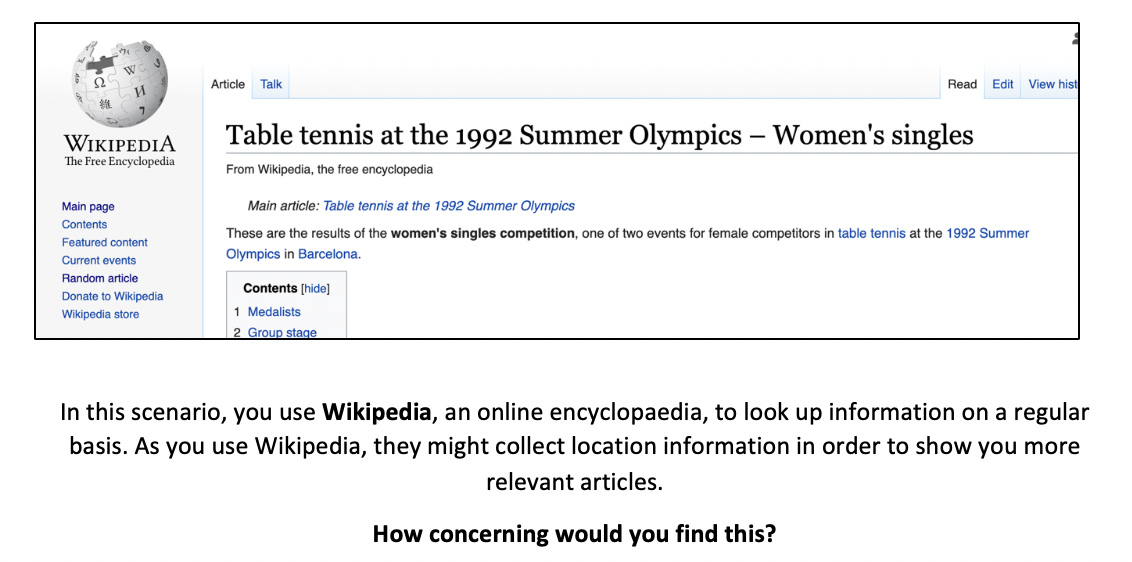 Article Talk Read Edit View hist
WIKIPEDIA
The Free Encyclopedia
Main page
Contents
Featured content
Current events
Random article
Donate to Wikipedia
Wikipedia store
Table tennis at the 1992 Summer Olympics – Women's singles
From Wikipedia, the free encyclopedia
Main article: Table tennis at the 1992 Summer Olympics
These are the results of the women's singles competition, one of two events for female competitors in table tennis at the 1992 Summer
Olympics in Barcelona.
Contents [hide]
1 Medalists
2 Group stage
In this scenario, you use Wikipedia, an online encyclopaedia, to look up information on a regular
basis. As you use Wikipedia, they might collect location information in order to show you more
relevant articles.
How concerning would you find this?